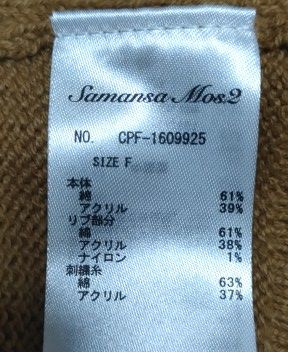 Samansa Mos2
NO. CPF-1609925
SIZE F
本体
綿 61%
アクリル 39%
リブ部分
綿 61%
アクリル 38%
ナイロン 1%
刺繍糸
綿 63%
アクリル 37%